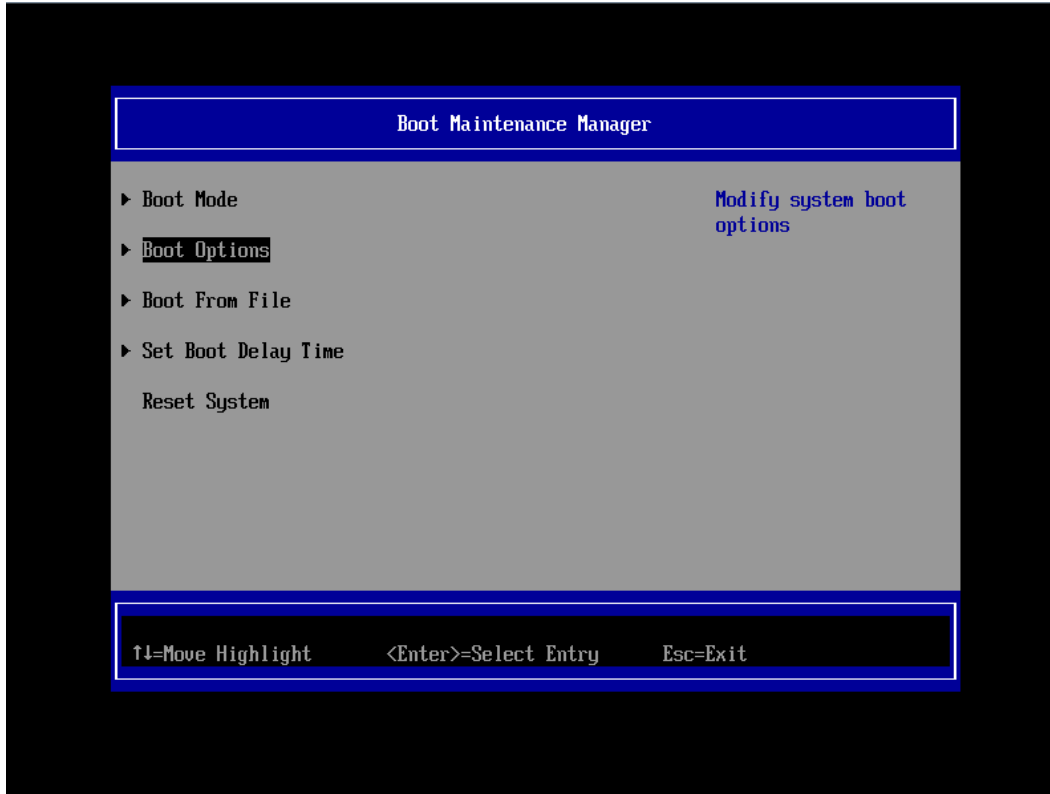 Boot Maintenance Manager
Boot Mode
Modify system boot
options
Boot Options
Boot From File
Set Boot Delay Time
Reset System
↑↓=Move Highlight <Enter>=Select Entry Esc=Exit